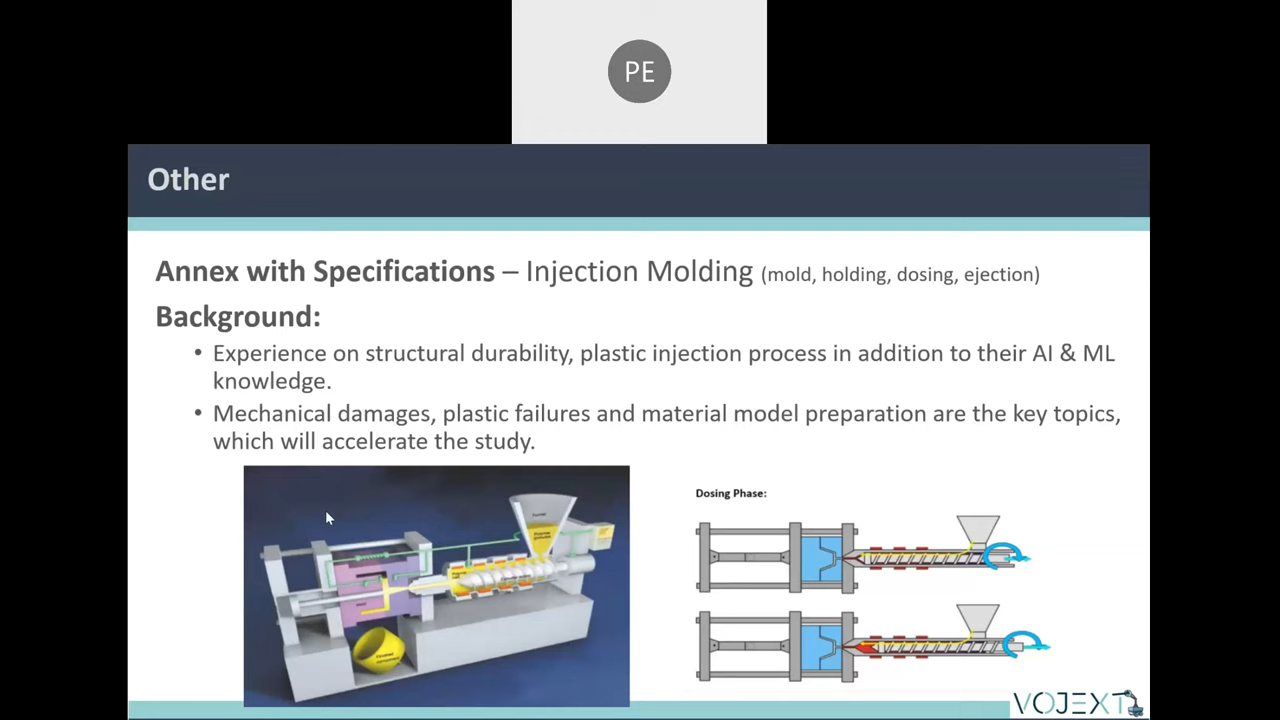 PE
Other
Annex with Specifications – Injection Molding (mold, holding, dosing, ejection)
Background:
• Experience on structural durability, plastic injection process in addition to their AI & ML
knowledge.
• Mechanical damages, plastic failures and material model preparation are the key topics,
which will accelerate the study.
Dosing Phase:
VOJEXT